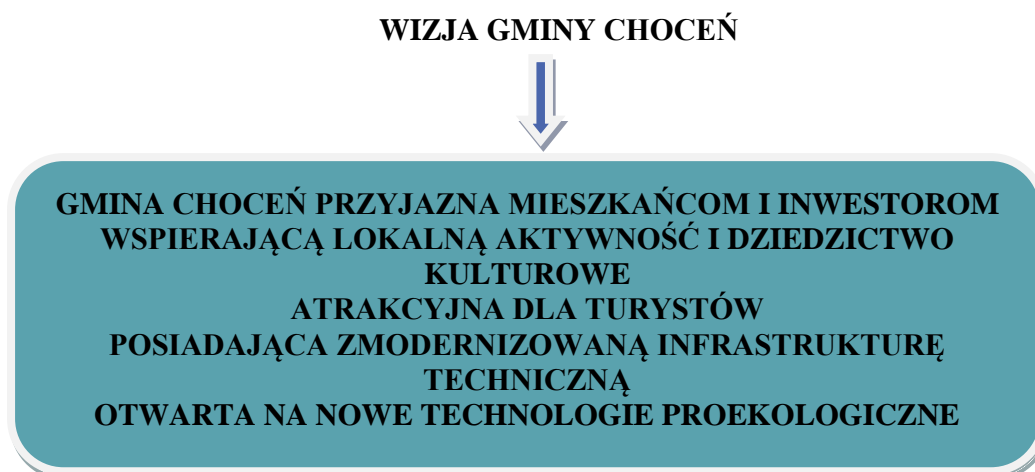 WIZJA GMINY CHOCEŃ
GMINA CHOCEŃ PRZYJAZNA MIESZKAŃCOM I INWESTOROM
WSPIERAJĄCĄ LOKALNĄ AKTYWNOŚĆ I DZIEDZICTWO
KULTUROWE
ATRAKCYJNA DLA TURYSTÓW
POSIADAJĄCA ZMODERNIZOWANĄ INFRASTRUKTURĘ
TECHNICZNĄ
OTWARTA NA NOWE TECHNOLOGIE PROEKOLOGICZNE